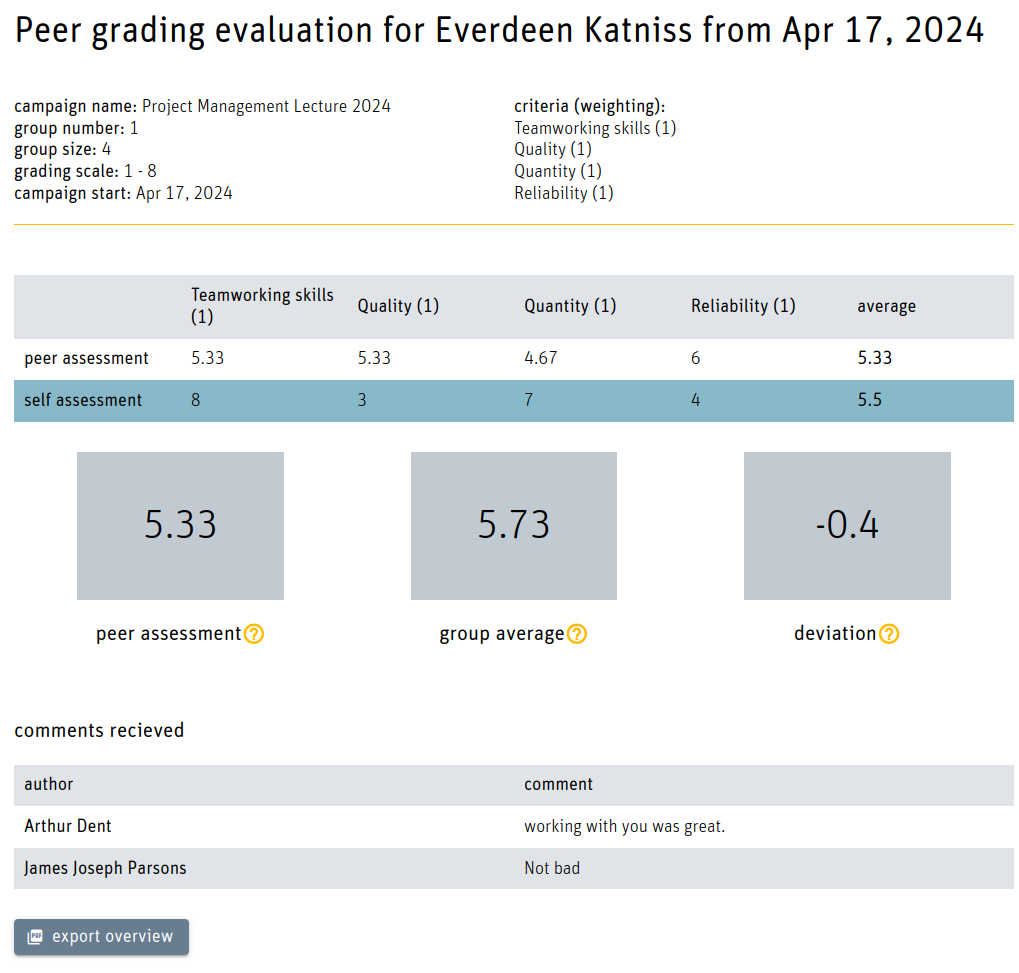 Peer grading evaluation for Everdeen Katniss from Apr 17, 2024
campaign name: Project Management Lecture 2024
group number: 1
group size: 4
grading scale: 1 - 8
campaign start: Apr 17, 2024
criteria (weighting):
Teamworking skills (1)
Quality (1)
Quantity (1)
Reliability (1)
Teamworking skills (1) Quality (1) Quantity (1) Reliability (1) average
peer assessment 5.33 5.33 4.67 6 5.33
self assessment 8 3 7 4 5.5
5.33 5.73 -0.4
peer assessment? group average? deviation?
comments recieved
author comment
Arthur Dent working with you was great.
James Joseph Parsons Not bad
PDF export overview